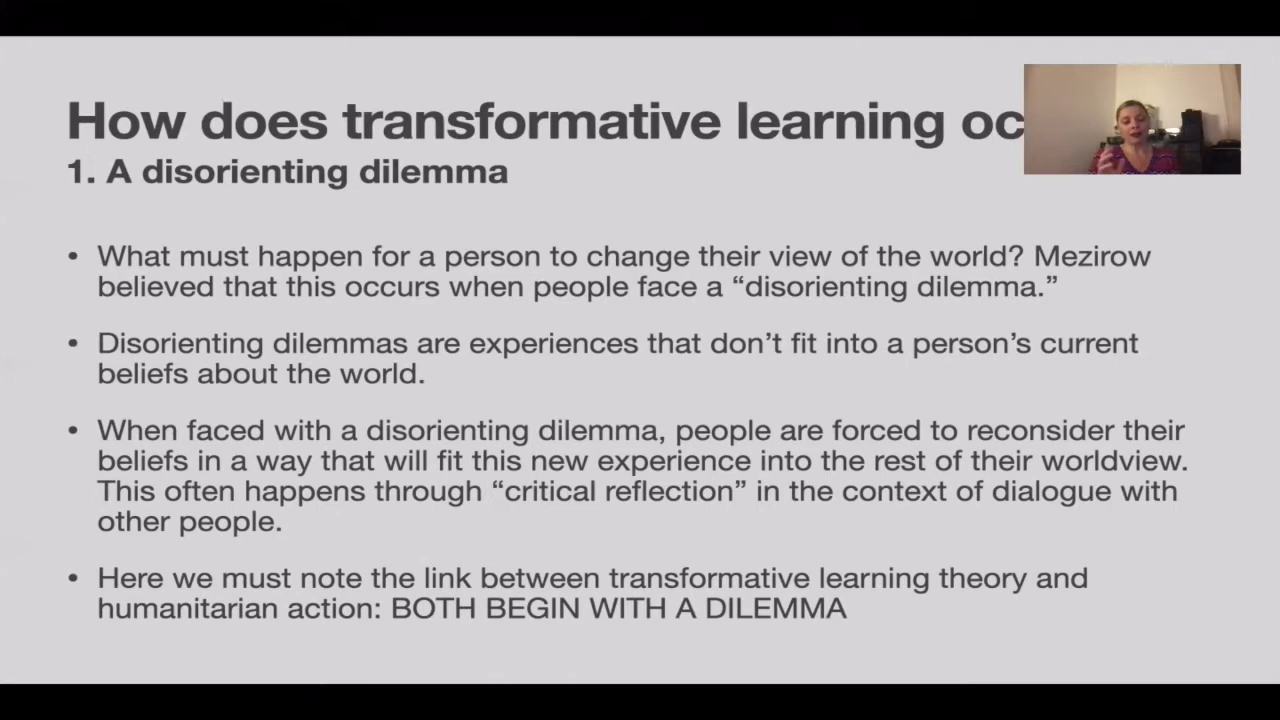 How does transformative learning oc
1. A disorienting dilemma
• What must happen for a person to change their view of the world? Mezirow
believed that this occurs when people face a “disorienting dilemma.”
• Disorienting dilemmas are experiences that don’t fit into a person’s current
beliefs about the world.
• When faced with a disorienting dilemma, people are forced to reconsider their
beliefs in a way that will fit this new experience into the rest of their worldview.
This often happens through “critical reflection” in the context of dialogue with
other people.
• Here we must note the link between transformative learning theory and
humanitarian action: BOTH BEGIN WITH A DILEMMA